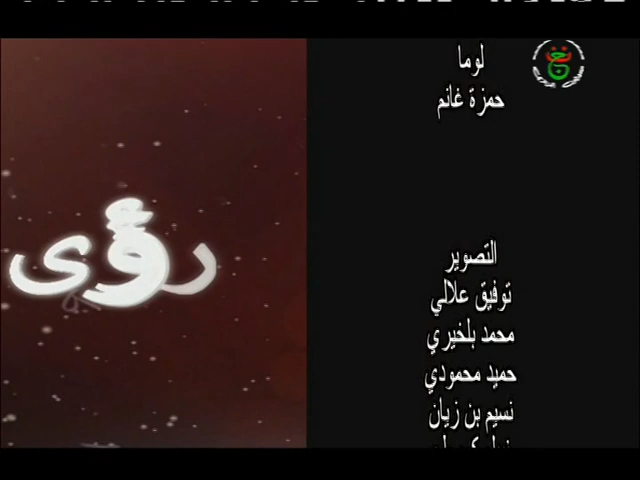 لوما
حمزة غانم
رؤى
التصوير
توفيق علالي
محمد بلخيري
حميد محمودي
نسيم بن زيان